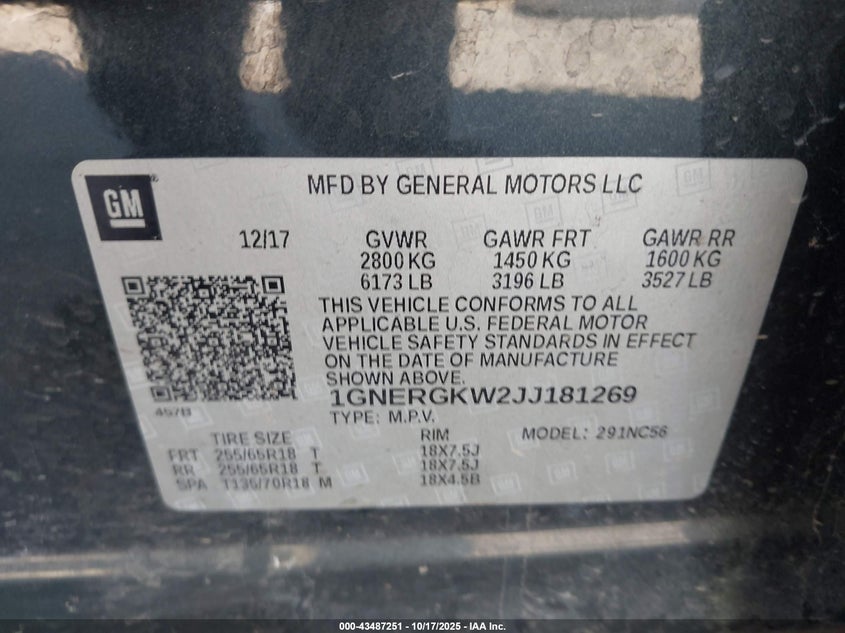 GM
MFD BY GENERAL MOTORS LLC
12/17 GVWR GAWR FRT GAWR RR
2800 KG 1450 KG 1600 KG
6173 LB 3196 LB 3527 LB
THIS VEHICLE CONFORMS TO ALL
APPLICABLE U.S. FEDERAL MOTOR
VEHICLE SAFETY STANDARDS IN EFFECT
ON THE DATE OF MANUFACTURE
SHOWN ABOVE.
457B
1GNERGKW2JJ181269
TYPE: M.P.V.
TIRE SIZE RIM MODEL: 291NC56
FRT 255/65R18 T 18X7.5J
RR 255/65R18 T 18X7.5J
SPA T135/70R18 M 18X4.5B
000-43487251 - 10/17/2025 - IAA Inc.